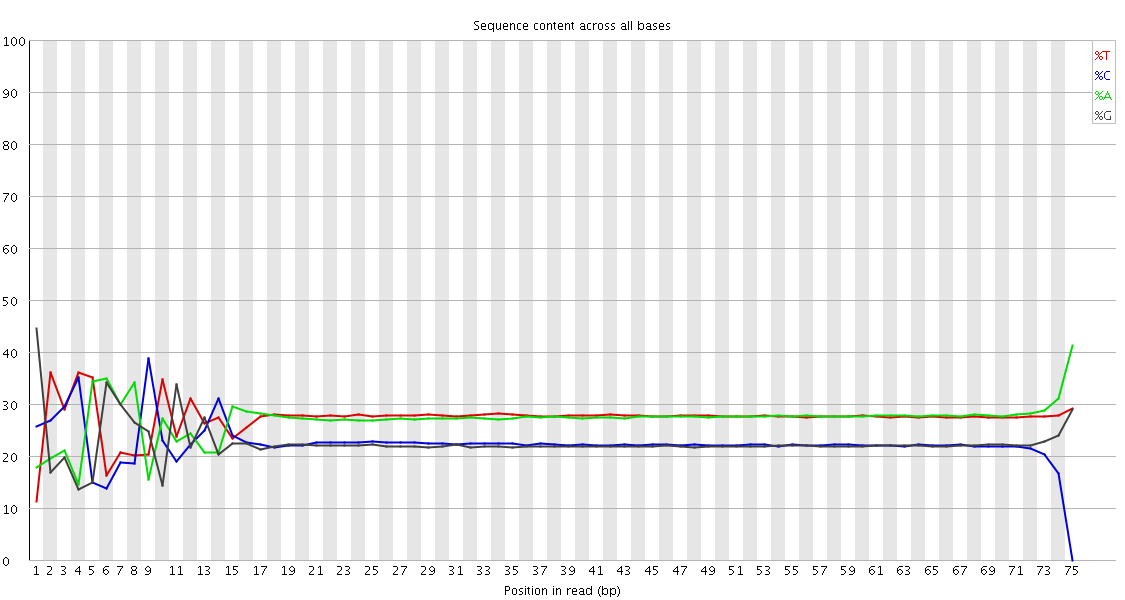 Sequence content across all bases
100
90
80
70
60
50
40
30
20
10
0
%T
%C
%A
%G
1 2 3 4 5 6 7 8 9 11 13 15 17 19 21 23 25 27 29 31 33 35 37 39 41 43 45 47 49 51 53 55 57 59 61 63 65 67 69 71 73 75
Position in read (bp)